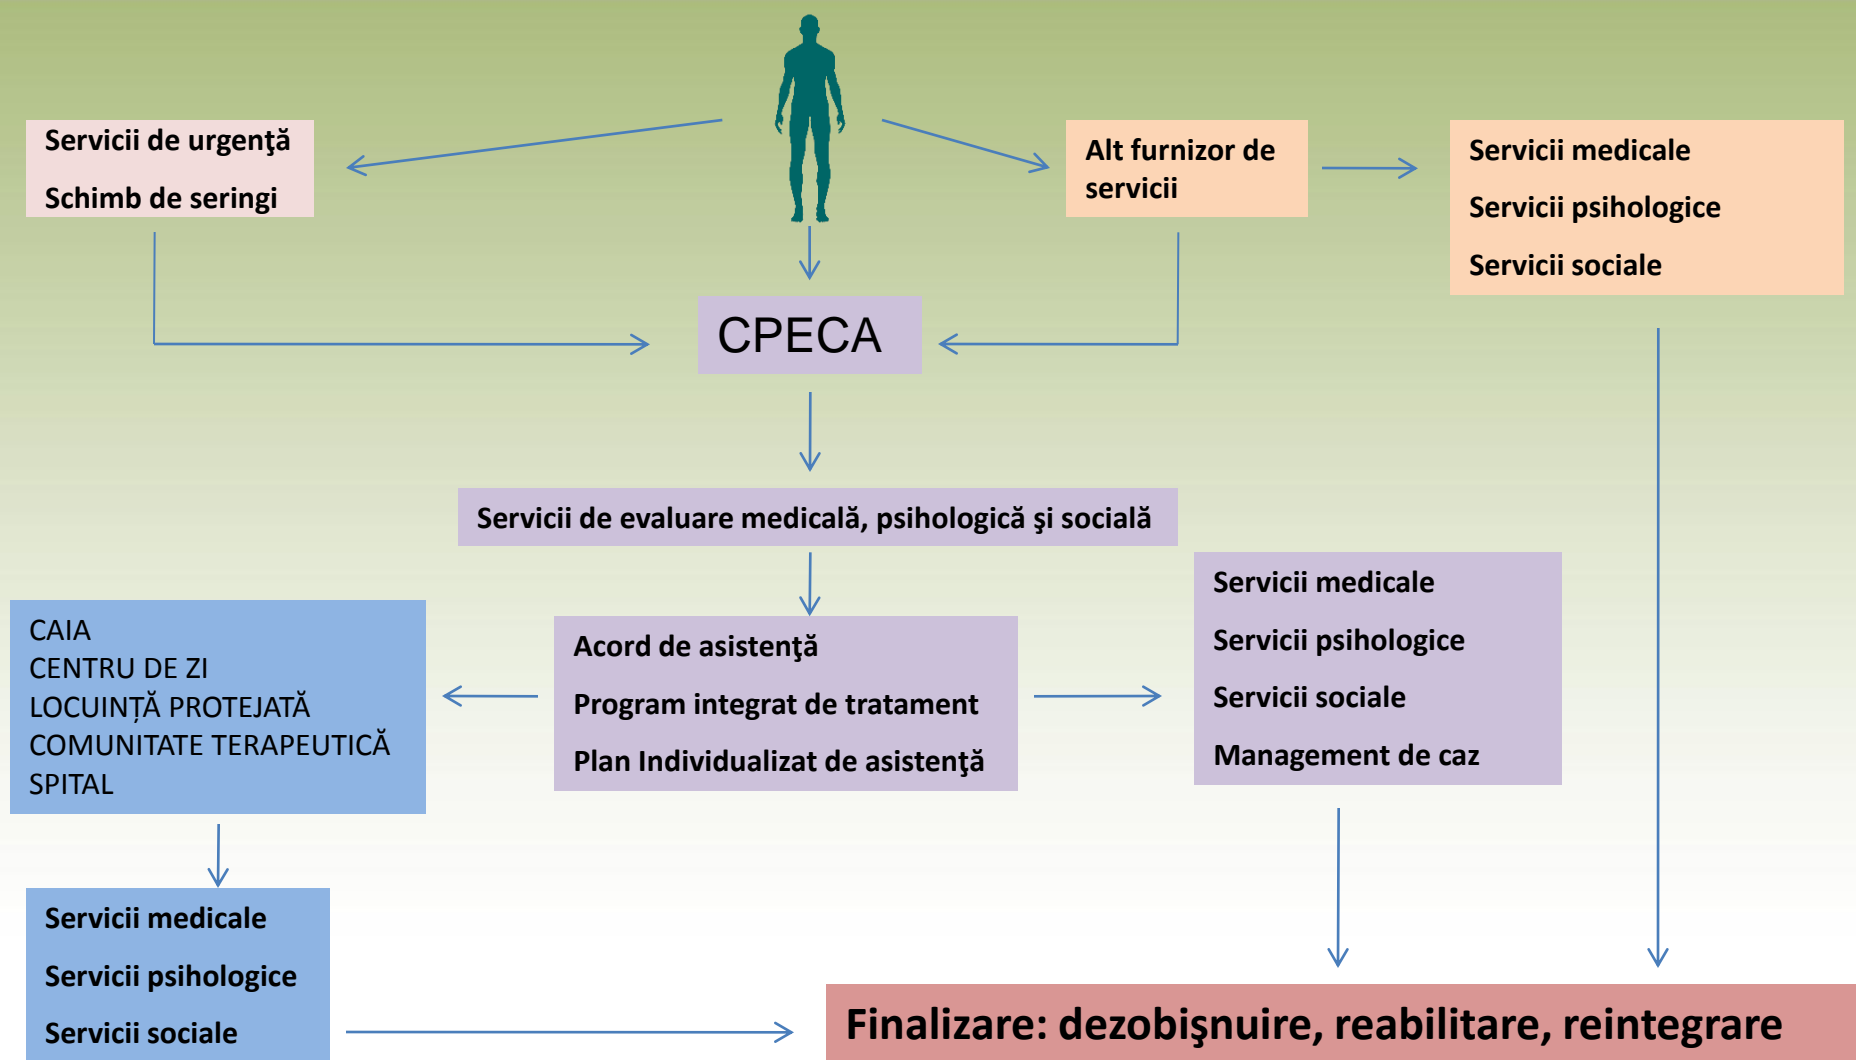 Servicii de urgenţă
Schimb de seringi
Alt furnizor de
servicii
Servicii medicale
Servicii psihologice
Servicii sociale
CPECA
Servicii de evaluare medicală, psihologică şi socială
CAIA
CENTRU DE ZI
LOCUINȚĂ PROTEJATĂ
COMUNITATE TERAPEUTICĂ
SPITAL
Acord de asistenţă
Program integrat de tratament
Plan Individualizat de asistenţă
Servicii medicale
Servicii psihologice
Servicii sociale
Management de caz
Servicii medicale
Servicii psihologice
Servicii sociale
Finalizare: dezobişnuire, reabilitare, reintegrare